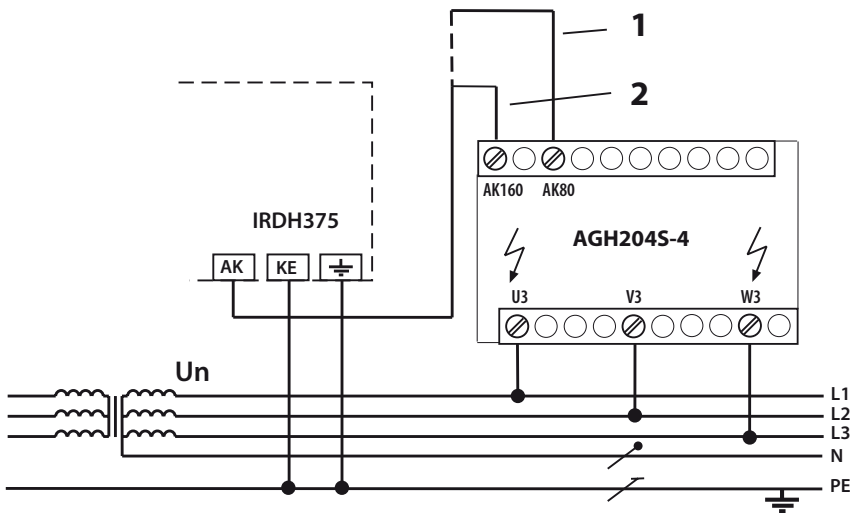 1
2
AK160 AK80
IRDH375
AGH204S-4
AK KE
U3 V3 W3
Un
L1
L2
L3
N
PE